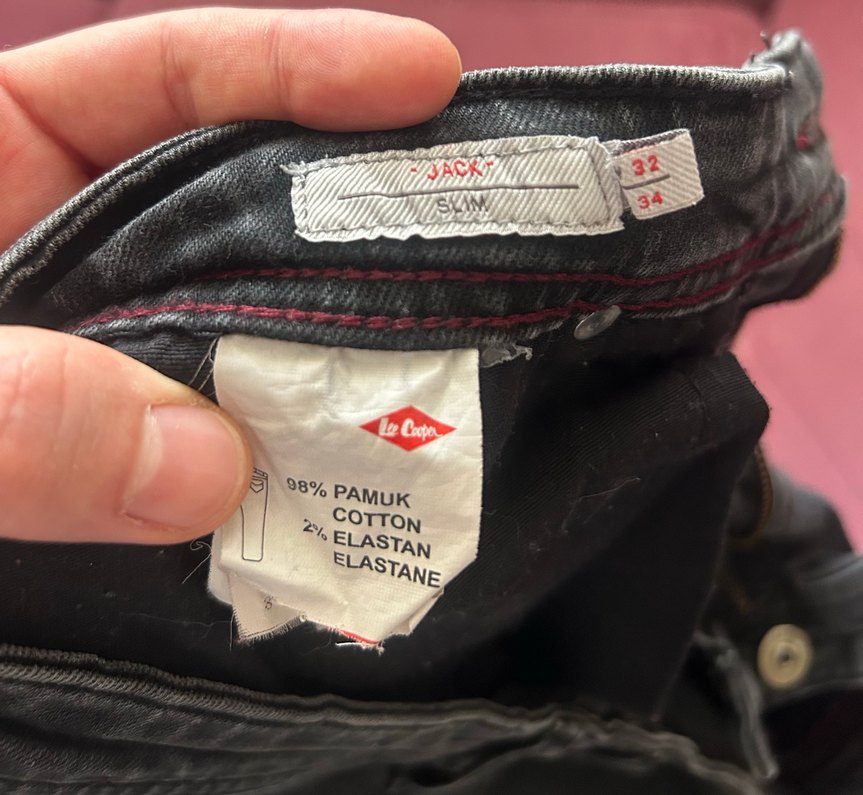 - JACK -
SLIM
32
34
Lee Cooper
98% PAMUK
COTTON
2% ELASTAN
ELASTANE